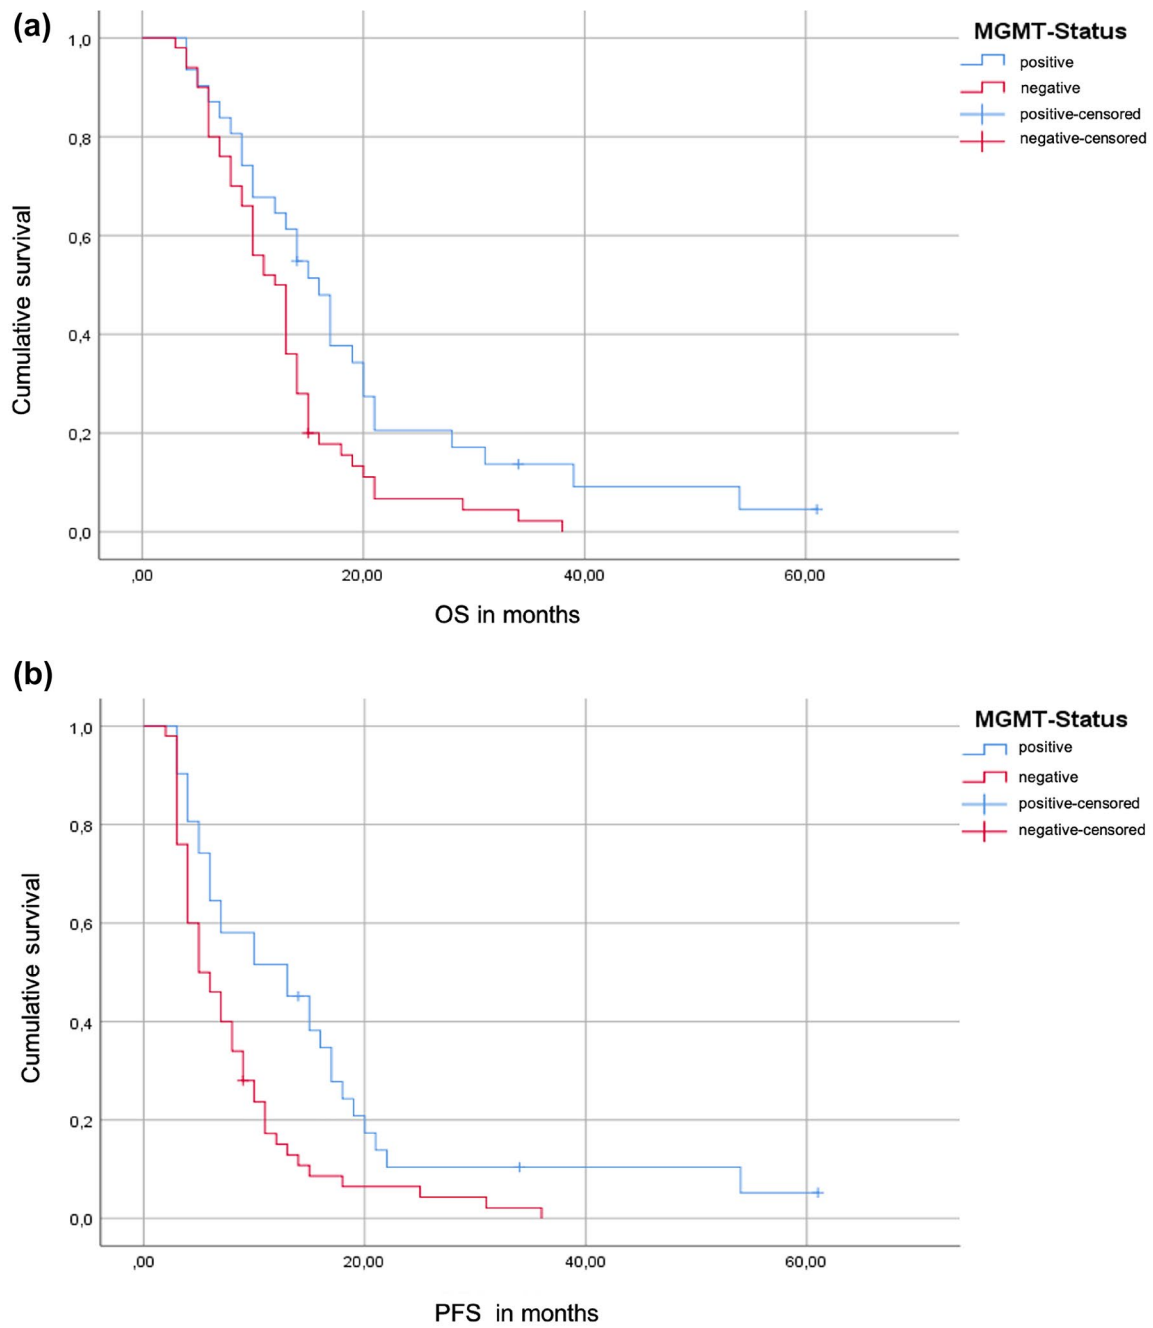 (a)
MGMT-Status
positive
negative
positive-censored
negative-censored
Cumulative survival
1,0
0,8
0,6
0,4
0,2
0,0
,00 20,00 40,00 60,00
OS in months
(b)
MGMT-Status
positive
negative
positive-censored
negative-censored
Cumulative survival
1,0
0,8
0,6
0,4
0,2
0,0
,00 20,00 40,00 60,00
PFS in months